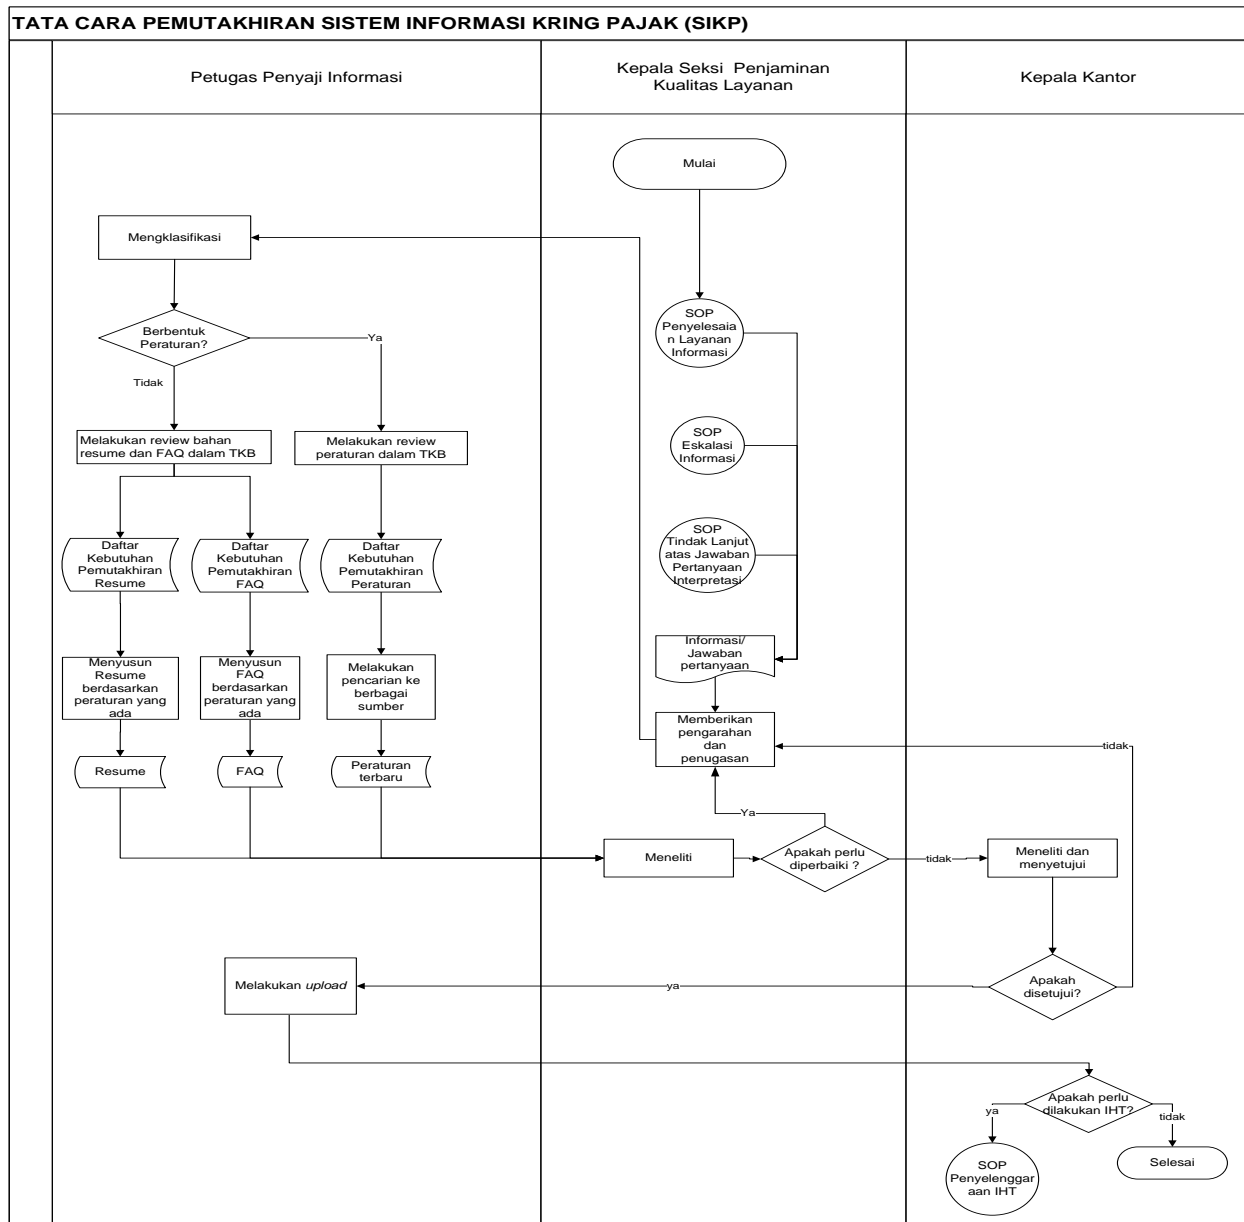 TATA CARA PEMUTAKHIRAN SISTEM INFORMASI KRING PAJAK (SIKP)
Petugas Penyaji Informasi
Kepala Seksi Penjaminan
Kualitas Layanan
Kepala Kantor
Mulai
Mengklasifikasi
SOP
Penyelesaia
n Layanan
Informasi
Berbentuk
Peraturan?
Ya
Tidak
Melakukan review bahan
resume dan FAQ dalam TKB
Melakukan review
peraturan dalam TKB
SOP
Eskalasi
Informasi
SOP
Tindak Lanjut
atas Jawaban
Pertanyaan
Interpretasi
Daftar
Kebutuhan
Pemutakhiran
Resume
Daftar
Kebutuhan
Pemutakhiran
FAQ
Daftar
Kebutuhan
Pemutakhiran
Peraturan
Informasi/
Jawaban
pertanyaan
Menyusun
Resume
berdasarkan
peraturan yang
ada
Menyusun
FAQ
berdasarkan
peraturan yang
ada
Melakukan
pencarian ke
berbagai
sumber
Memberikan
pengarahan
dan
penugasan
tidak
Resume
FAQ
Peraturan
terbaru
Ya
Meneliti
Apakah perlu
diperbaiki ?
tidak
Meneliti dan
menyetujui
Melakukan upload
ya
Apakah
disetujui?
Apakah perlu
dilakukan IHT?
ya
tidak
SOP
Penyelenggar
aan IHT
Selesai